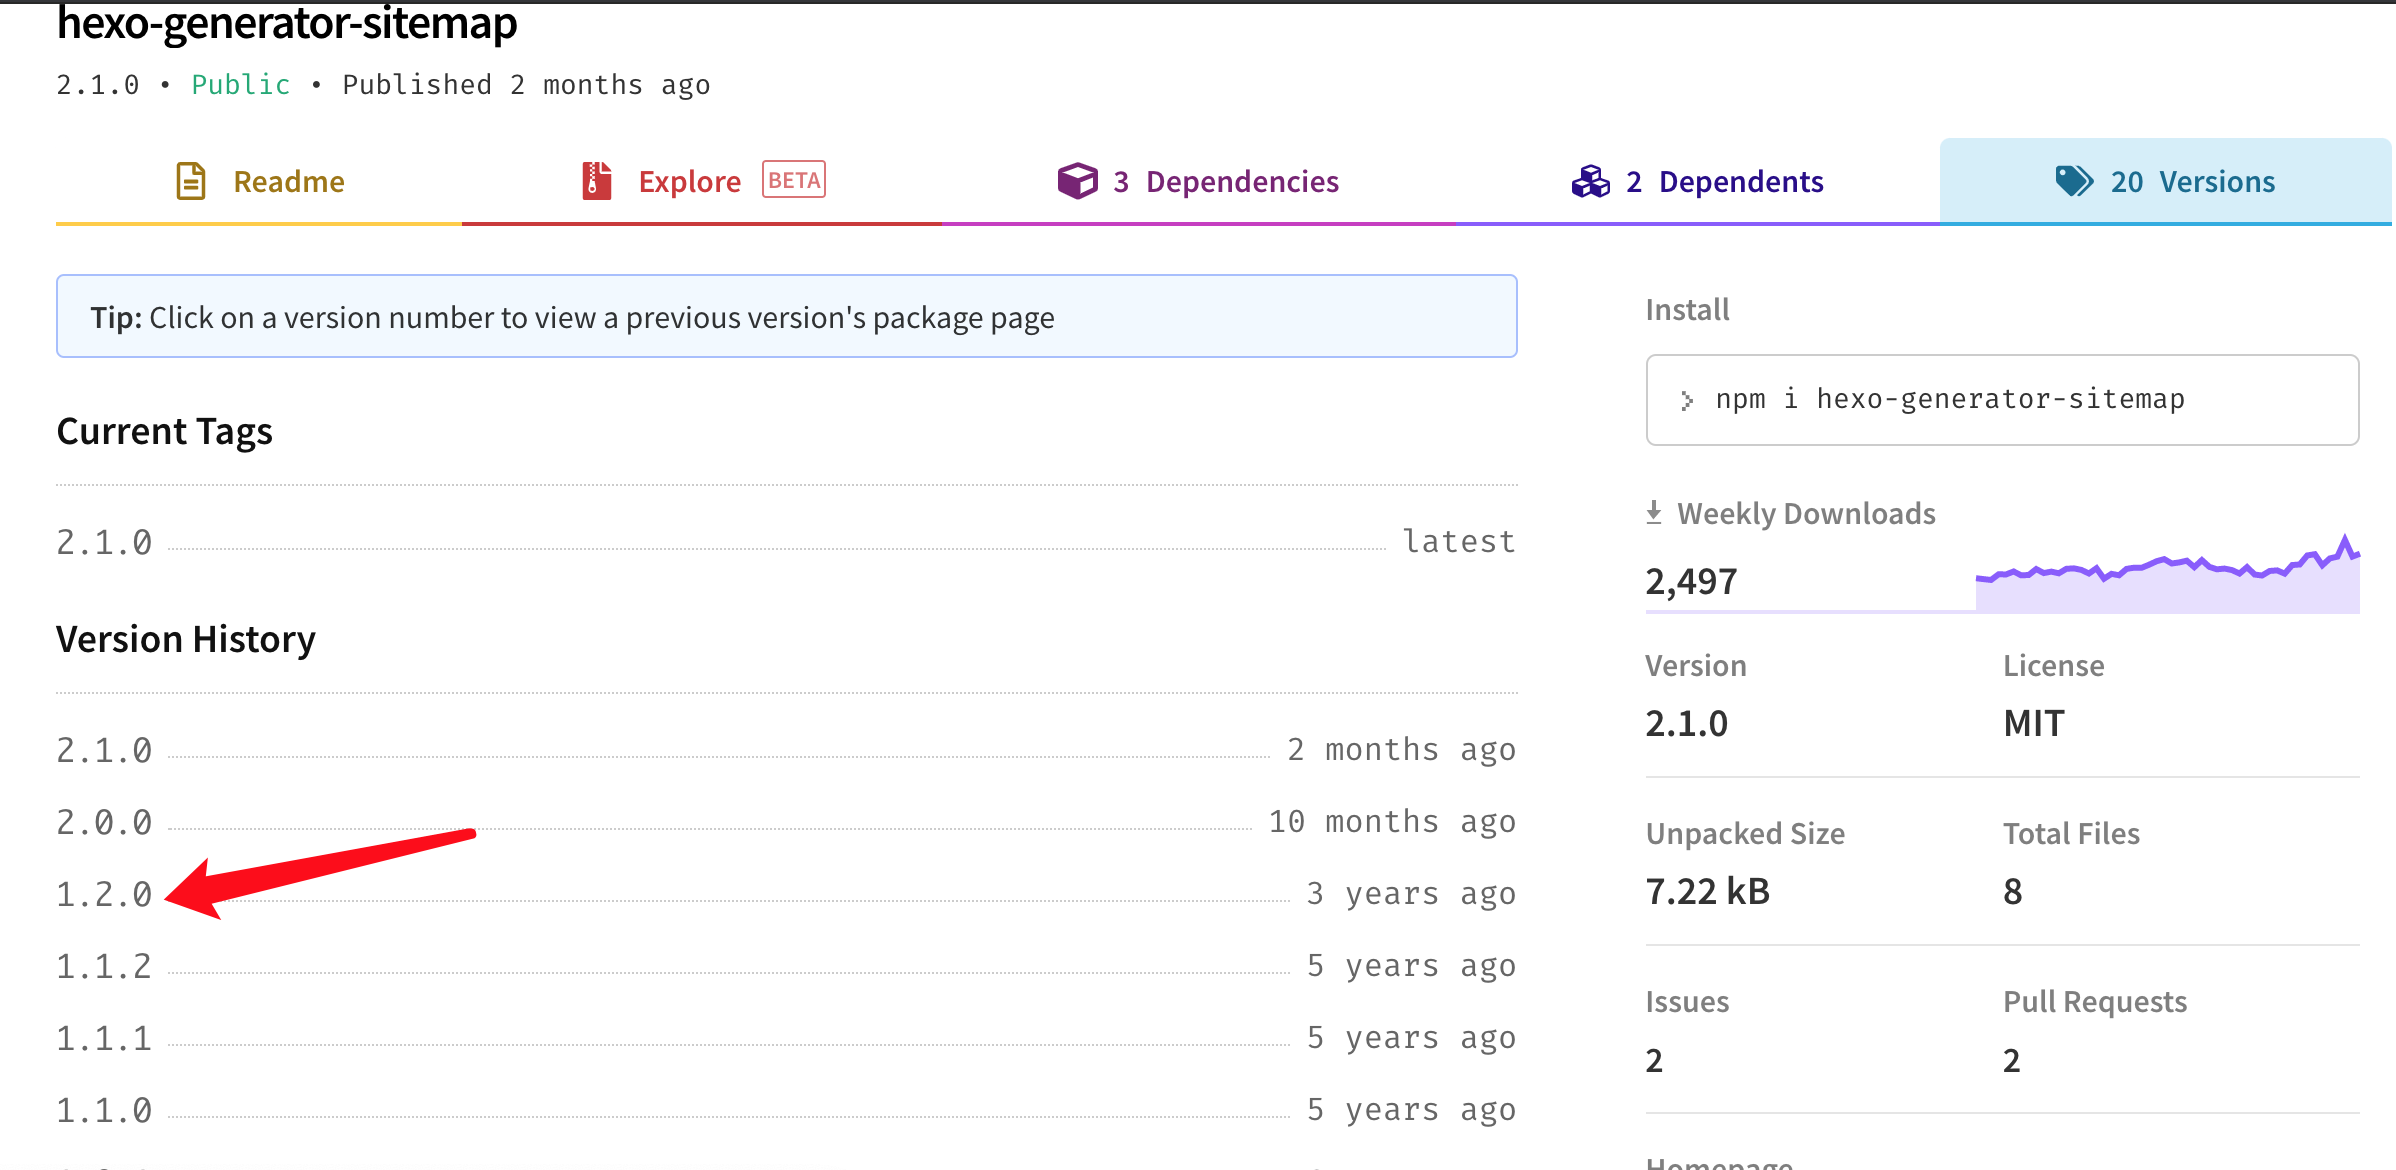 hexo-generator-sitemap
2.1.0 • Public • Published 2 months ago
Readme
Explore BETA
3 Dependencies
2 Dependents
20 Versions
Tip: Click on a version number to view a previous version's package page
Current Tags
2.1.0 latest
Version History
2.1.0 2 months ago
2.0.0 10 months ago
1.2.0 3 years ago
1.1.2 5 years ago
1.1.1 5 years ago
1.1.0 5 years ago
Install
npm i hexo-generator-sitemap
Weekly Downloads
2,497
Version License
2.1.0 MIT
Unpacked Size Total Files
7.22 kB 8
Issues Pull Requests
2 2
Homepage